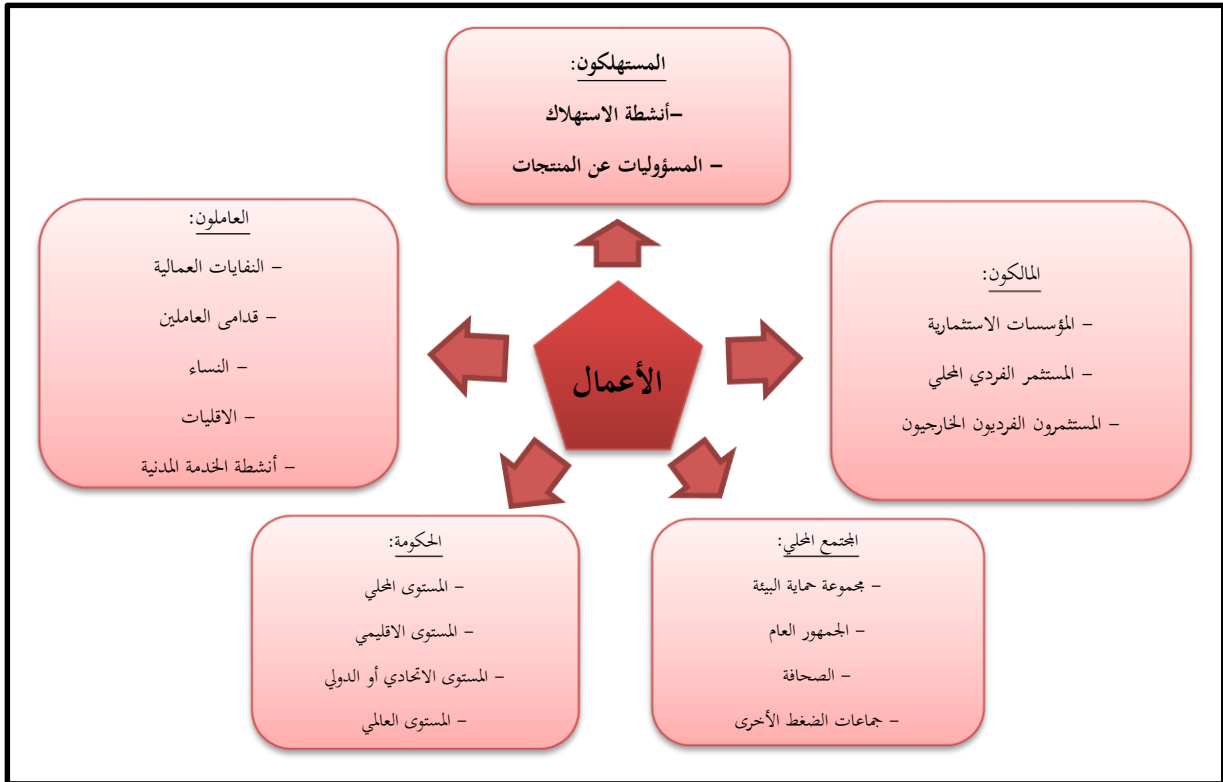 المستهلكون:
–أنشطة الاستهلاك
– المسؤوليات عن المنتجات
المالكون:
– المؤسسات الاستثمارية
– المستثمر الفردي المحلي
– المستثمرون الفرديون الخارجيون
العاملون:
– النفايات العمالية
– قدامى العاملين
– النساء
– الاقليات
– أنشطة الخدمة المدنية
الأعمال
المجتمع المحلي:
– مجموعة حماية البيئة
– الجمهور العام
– الصحافة
– جماعات الضغط الأخرى
الحكومة:
– المستوى المحلي
– المستوى الاقليمي
– المستوى الاتحادي أو الدولي
– المستوى العالمي